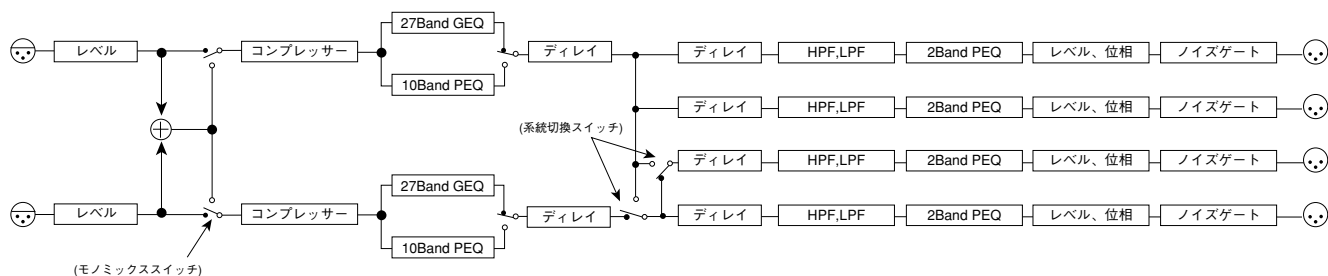 27Band GEQ
レベル
コンプレッサー
ディレイ
10Band PEQ
ディレイ
HPF,LPF
2Band PEQ
レベル、位相
ノイズゲート
ディレイ
HPF,LPF
2Band PEQ
レベル、位相
ノイズゲート
(系統切換スイッチ)
ディレイ
HPF,LPF
2Band PEQ
レベル、位相
ノイズゲート
27Band GEQ
レベル
コンプレッサー
ディレイ
10Band PEQ
ディレイ
HPF,LPF
2Band PEQ
レベル、位相
ノイズゲート
(モノミックススイッチ)